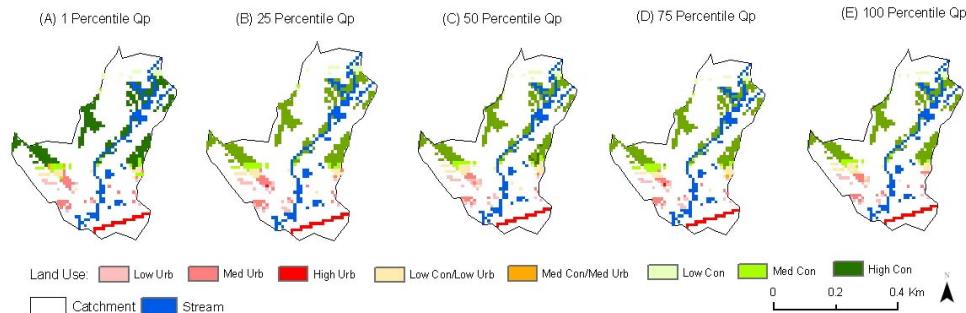 (A) 1 Percentile Qp
(B) 25 Percentile Qp
(C) 50 Percentile Qp
(D) 75 Percentile Qp
(E) 100 Percentile Qp
Land Use: Low Urb Med Urb High Urb Low Con/Low Urb Med Con/Med Urb Low Con Med Con High Con
Catchment Stream
N
0 0.2 0.4 Km